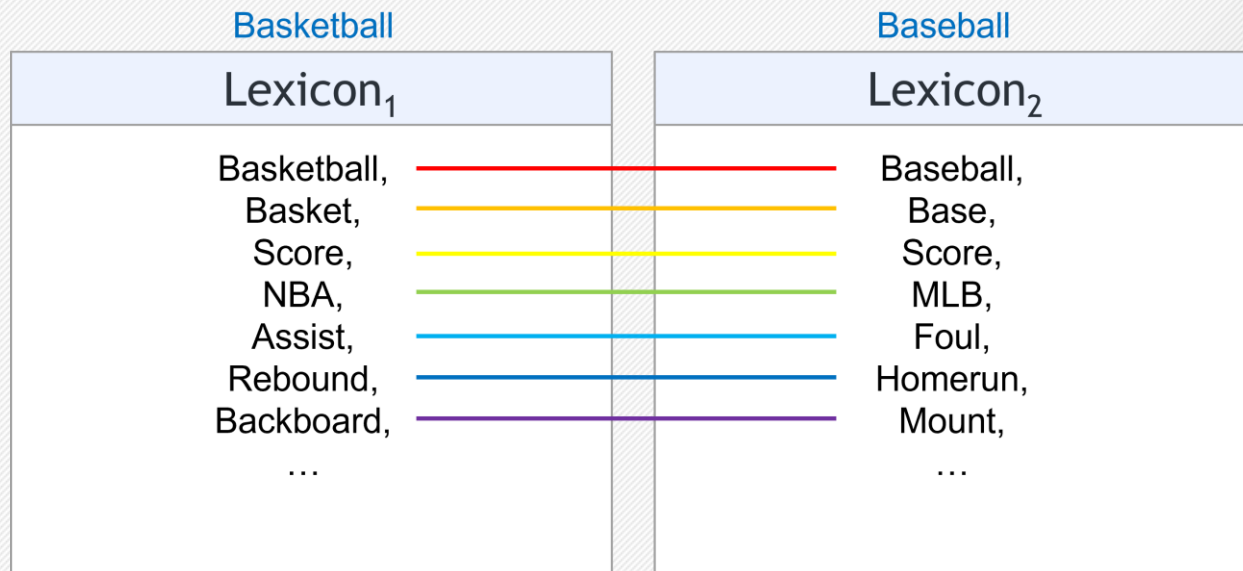 Basketball
Baseball
Lexicon₁
Lexicon₂
Basketball,
Baseball,
Basket,
Base,
Score,
Score,
NBA,
MLB,
Assist,
Foul,
Rebound,
Homerun,
Backboard,
Mount,
...
...